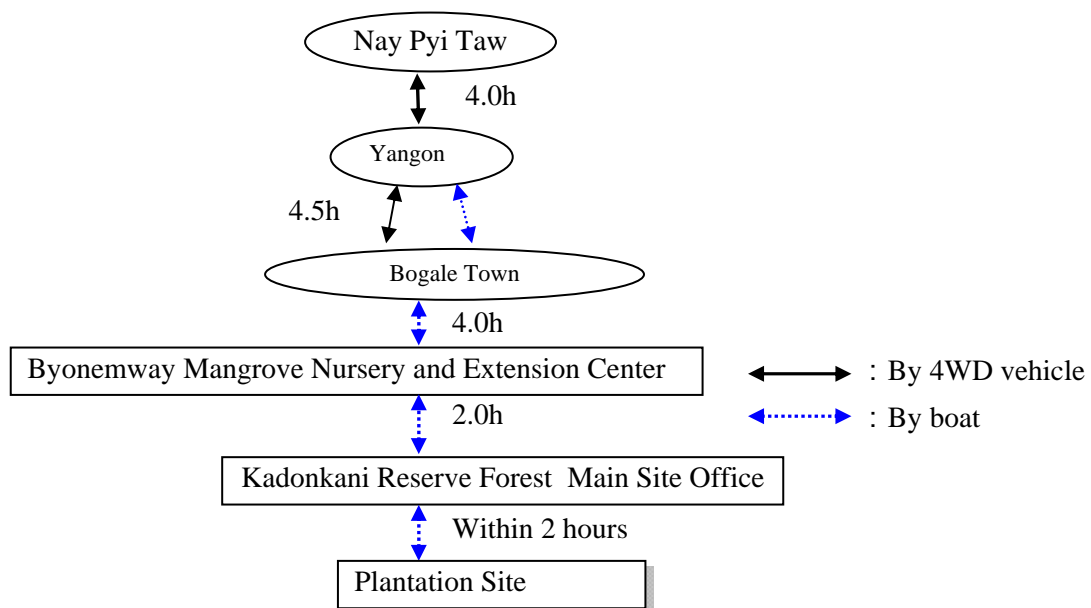 Nay Pyi Taw
4.0h
Yangon
4.5h
Bogale Town
4.0h
Byonemway Mangrove Nursery and Extension Center
: By 4WD vehicle
2.0h
: By boat
Kadonkani Reserve Forest Main Site Office
Within 2 hours
Plantation Site